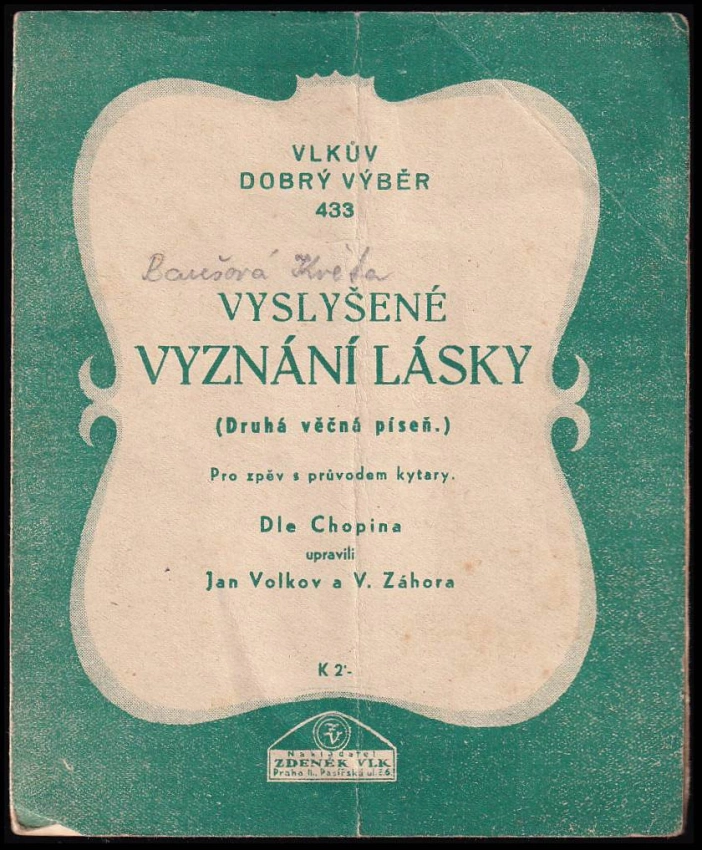 VLKŮV
DOBRÝ VÝBĚR
433
Baušová Květa
VYSLYŠENÉ
VYZNÁNÍ LÁSKY
(Druhá věčná píseň.)
Pro zpěv s průvodem kytary.
Dle Chopina
upravili
Jan Volkov a V. Záhora
K 2·-
ZV
Nakladatel
ZDENĚK VLK
Praha II., Pasířská ul. č. 6.